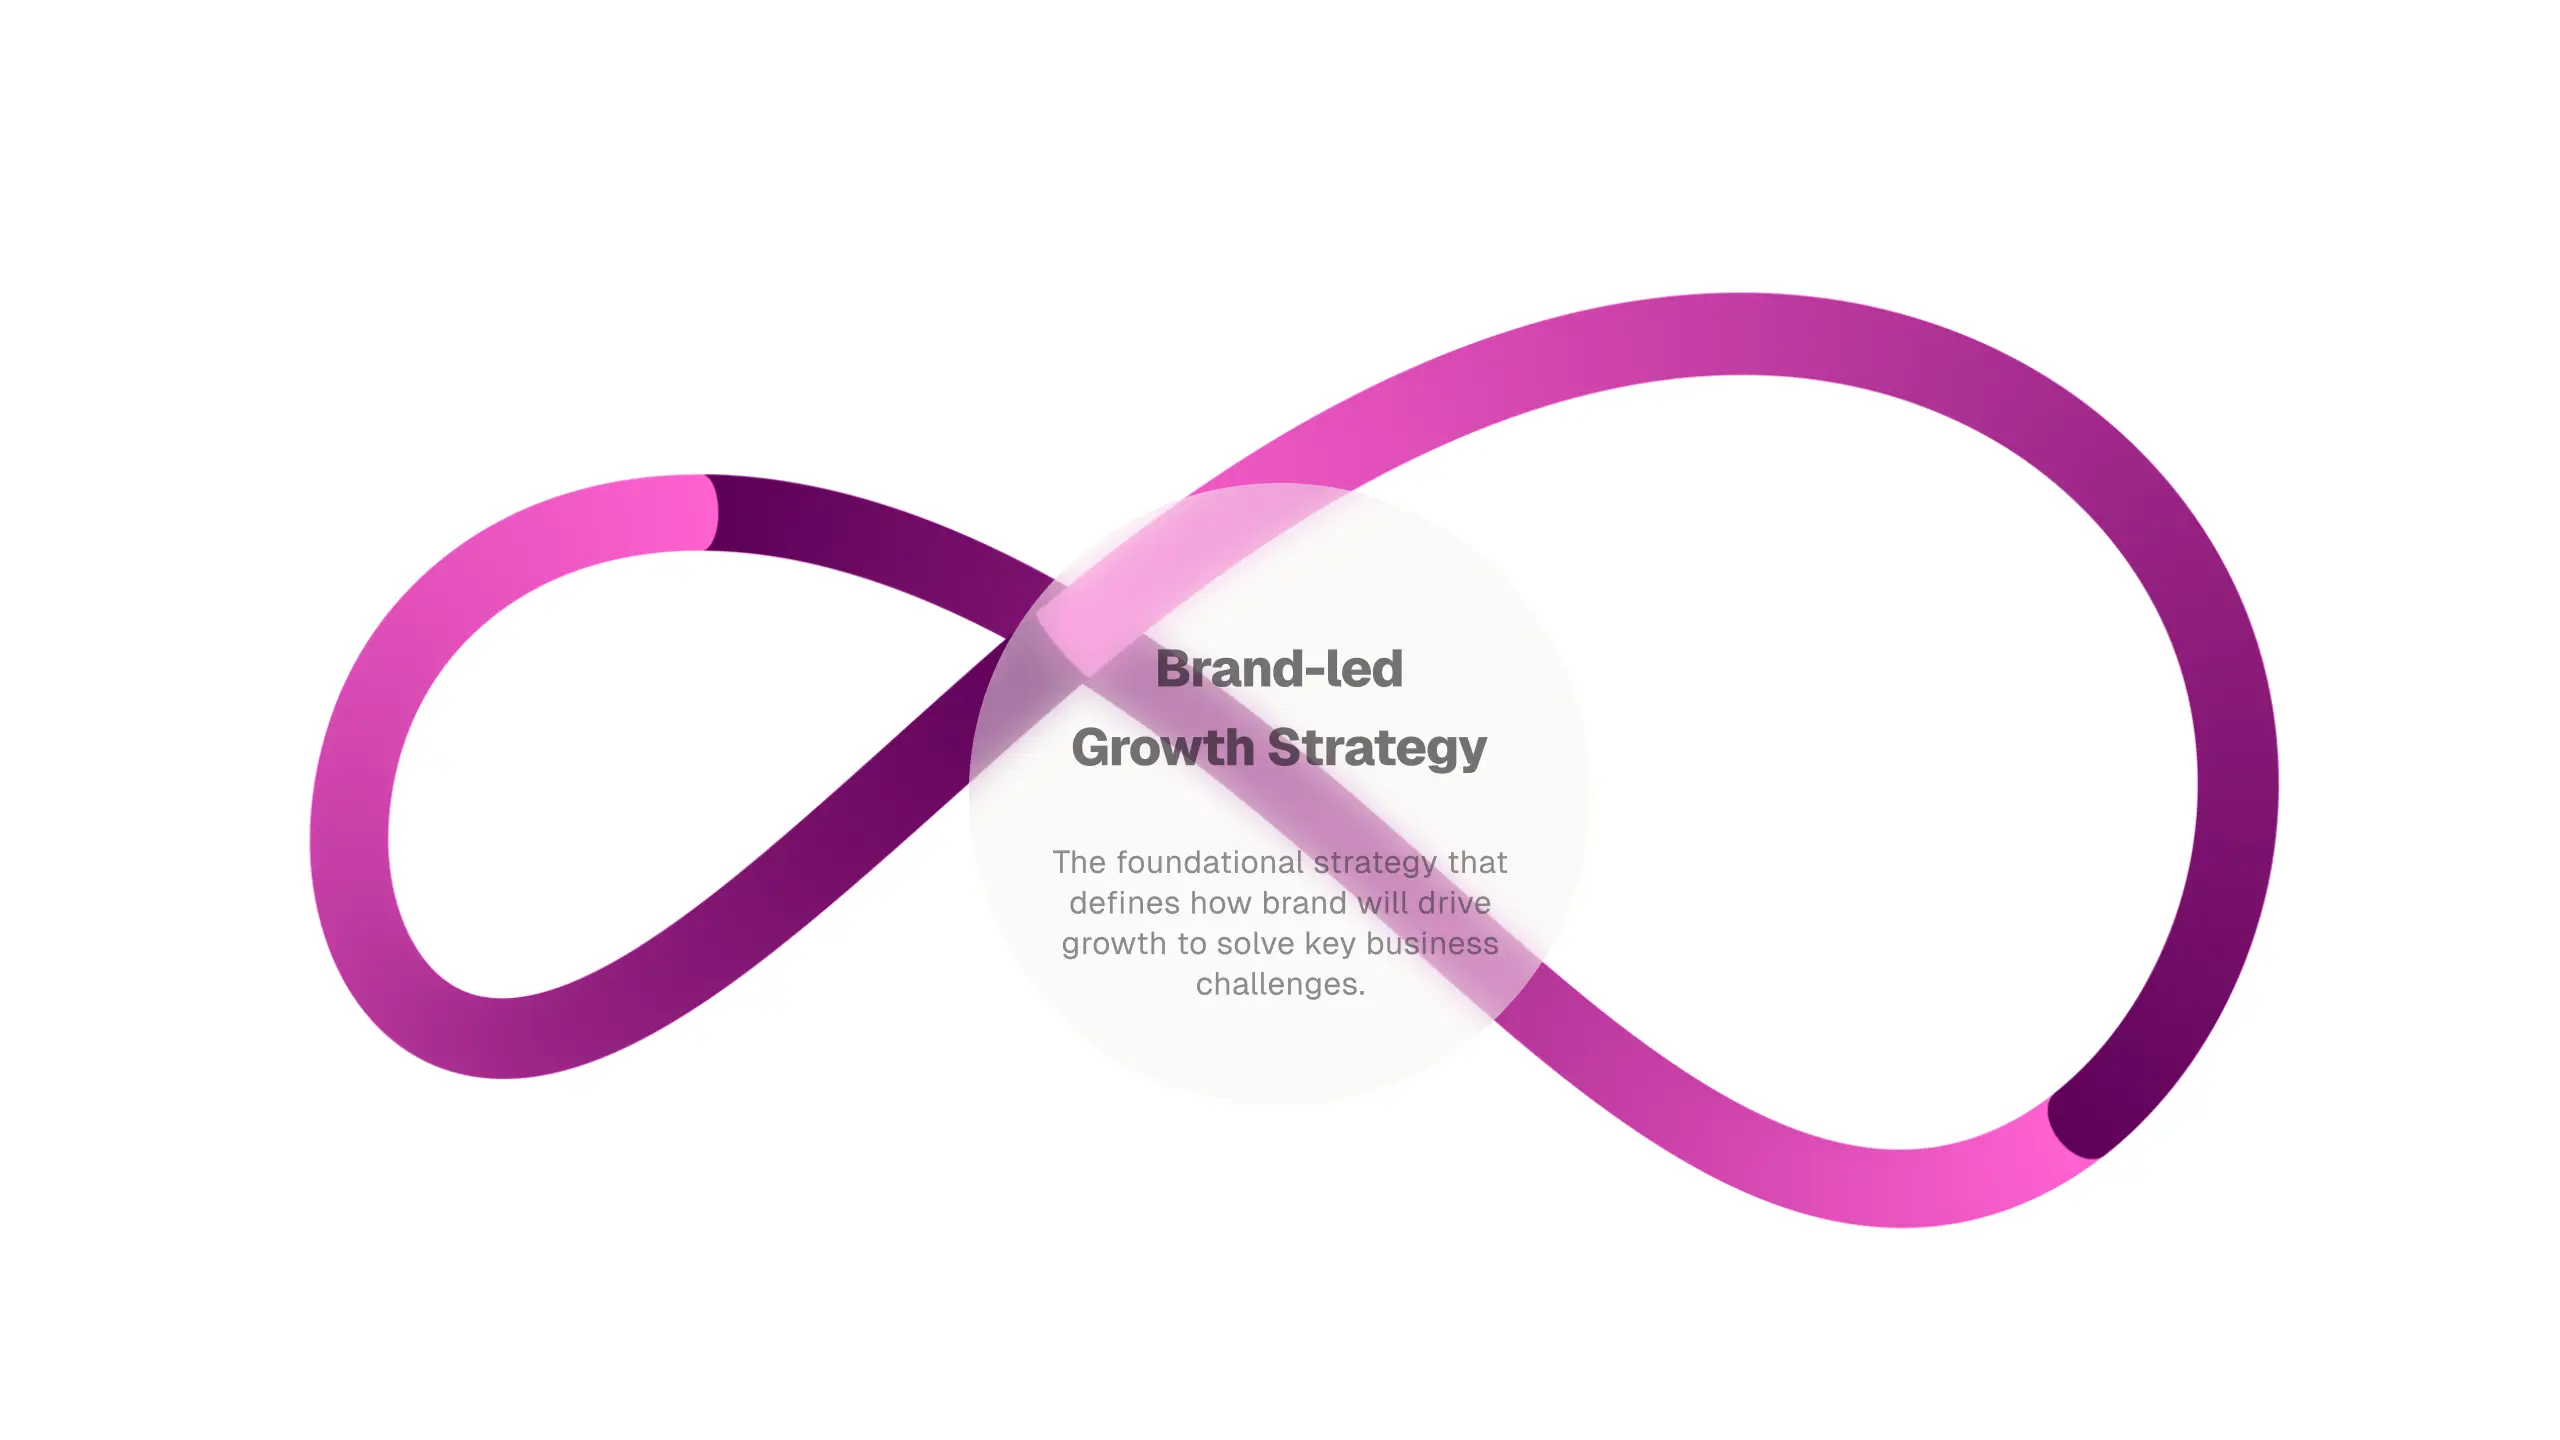 Brand-led
Growth Strategy
The foundational strategy that
defines how brand will drive
growth to solve key business
challenges.